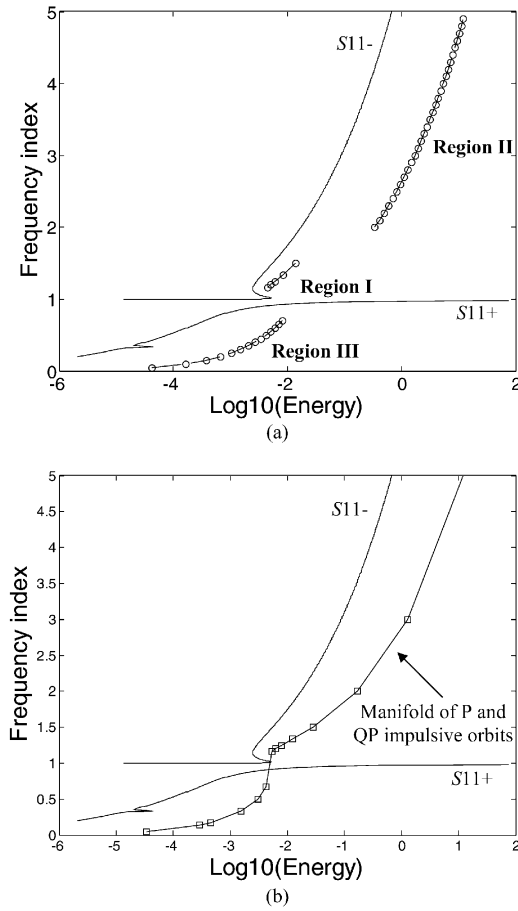 5
S11-
4
Region II
Frequency index
3
2
Region I
1
S11+
Region III
0
-6 -4 -2 0 2
Log10(Energy)
(a)
5
4.5
S11-
4
3.5
Frequency index
3
2.5
2
Manifold of P and
QP impulsive orbits
1.5
1
S11+
0.5
0
-6 -5 -4 -3 -2 -1 0 1 2
Log10(Energy)
(b)